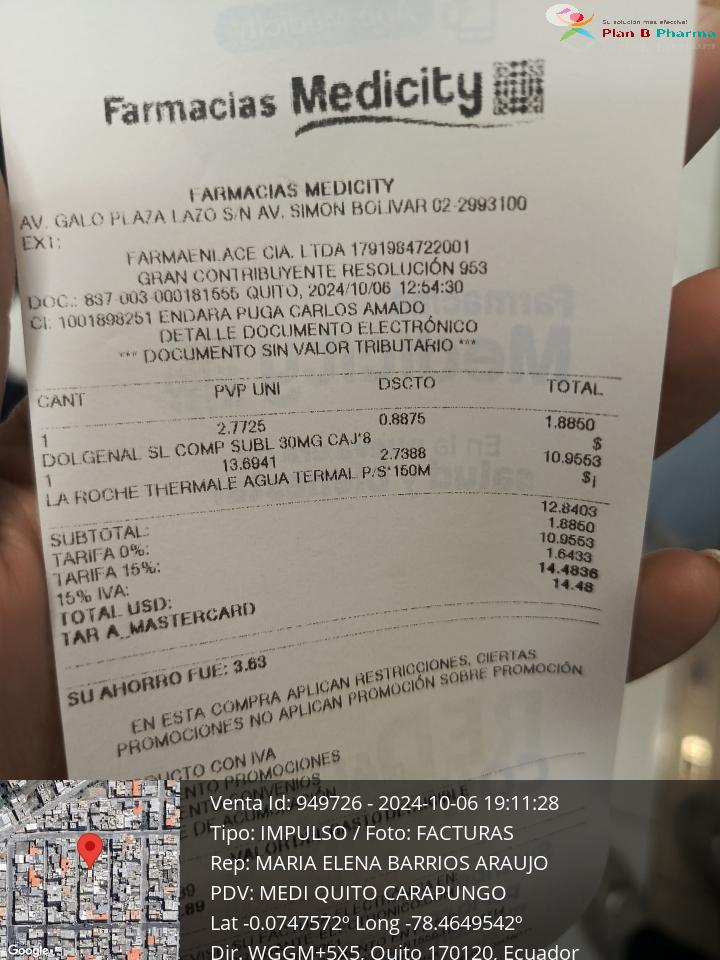 Su solución más efectiva!
Plan B Pharma
Farmacias Medicity
FARMACIAS MEDICITY
AV. GALO PLAZA LAZO S/N AV. SIMON BOLIVAR 02-2993100
EXT:
FARMAENLACE CIA. LTDA 1791984722001
GRAN CONTRIBUYENTE RESOLUCIÓN 953
DOC.: 837-003-000181555 QUITO, 2024/10/06 12:54:30
CI: 1001898251 ENDARA PUGA CARLOS AMADO,
DETALLE DOCUMENTO ELECTRÓNICO
*** DOCUMENTO SIN VALOR TRIBUTARIO ***
CANT PVP UNI DSCTO TOTAL
1 2.7725 0.8875 1.8850
DOLGENAL SL COMP SUBL 30MG CAJ*8 $
1 13.6941 2.7388 10.9553
LA ROCHE THERMALE AGUA TERMAL P/S*150M $¡
SUBTOTAL: 12.8403
TARIFA 0%: 1.8850
TARIFA 15%: 10.9553
15% IVA: 1.6433
TOTAL USD: 14.4836
TAR A_MASTERCARD 14.48
SU AHORRO FUE: 3.63
EN ESTA COMPRA APLICAN RESTRICCIONES, CIERTAS
PROMOCIONES NO APLICAN PROMOCIÓN SOBRE PROMOCIÓN
CON IVA
PROMOCIONES
CONVENIOS
Venta Id: 949726 - 2024-10-06 19:11:28
Tipo: IMPULSO / Foto: FACTURAS
Rep: MARIA ELENA BARRIOS ARAUJO
PDV: MEDI QUITO CARAPUNGO
Lat -0.0747572º Long -78.4649542º
Dir. WGGM+5X5, Quito 170120, Ecuador
Google